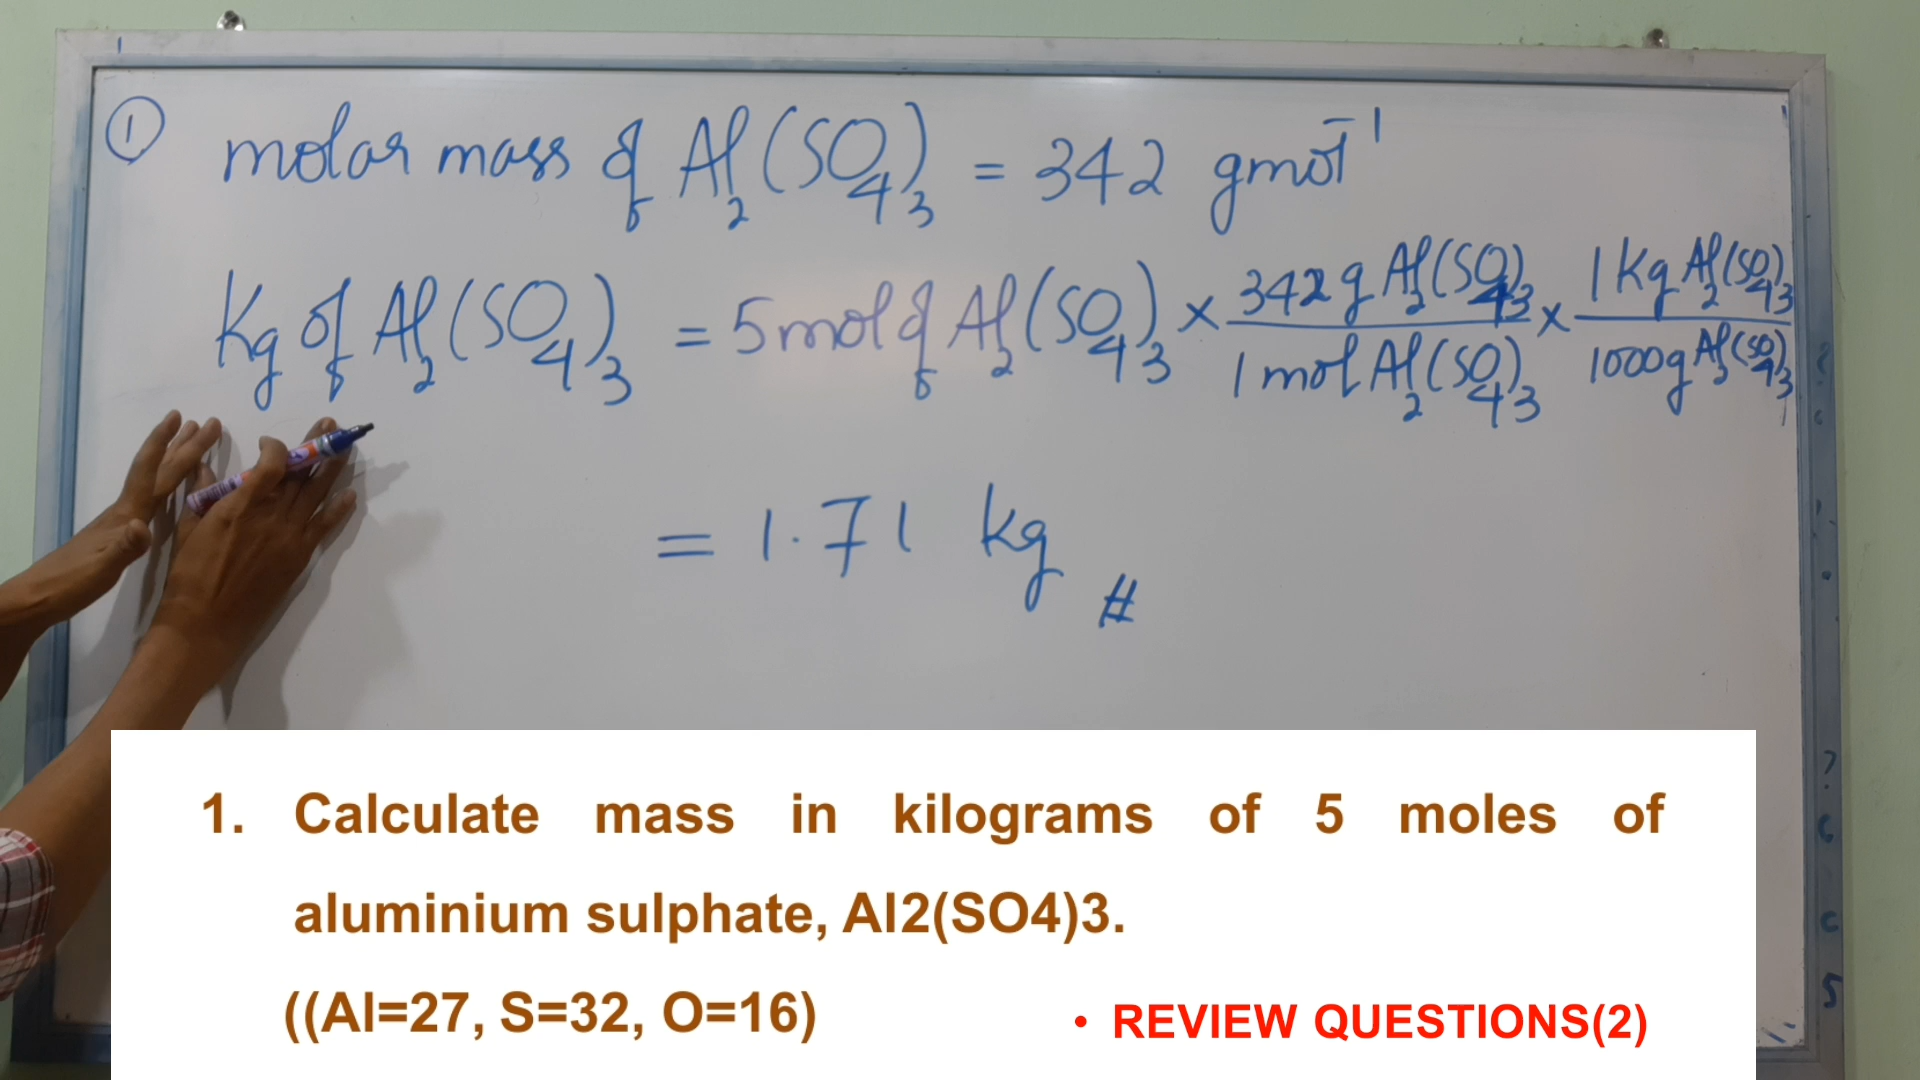 ① molar mass of Al₂(SO₄)₃ = 342 gmol⁻¹
Kg of Al₂(SO₄)₃ = 5 mol of Al₂(SO₄)₃ × 342 g Al₂(SO₄)₃ / 1 mol Al₂(SO₄)₃ × 1 Kg Al₂(SO₄)₃ / 1000 g Al₂(SO₄)₃
= 1.71 kg #
1. Calculate mass in kilograms of 5 moles of
aluminium sulphate, Al2(SO4)3.
((Al=27, S=32, O=16)
• REVIEW QUESTIONS(2)